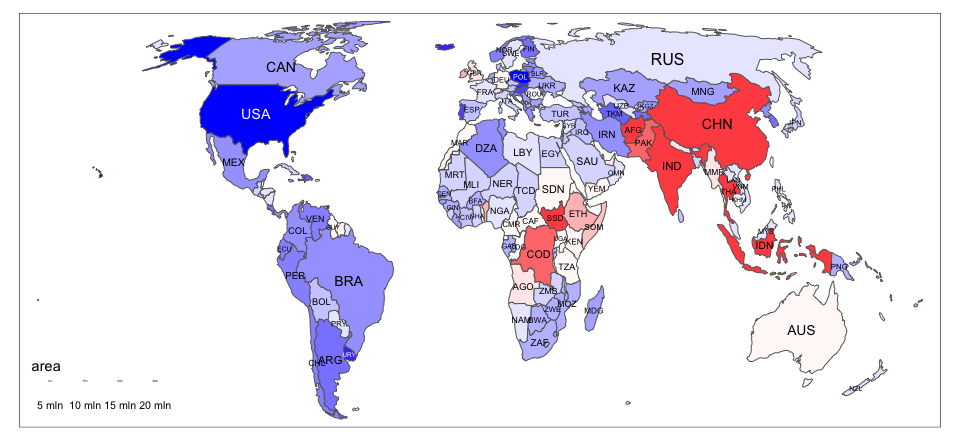 CAN
USA
MEX
VEN
COL
ECU
PER
BRA
BOL
PRY
CHL
ARG
URY
NOR
SWE
FIN
POL
BLR
DEU
UKR
FRA
ROU
ITA
ESP
TUR
SYR
IRQ
IRN
RUS
KAZ
UZB
KGZ
TKM
MNG
CHN
AFG
PAK
IND
MMR
THA
VNM
KHM
PHL
JPN
MYS
IDN
PNG
AUS
NZL
MAR
DZA
LBY
EGY
SAU
OMN
YEM
MRT
MLI
NER
TCD
SDN
SEN
GIN
BFA
CIV
GHA
NGA
CMR
CAF
SSD
ETH
SOM
UGA
KEN
GAB
COG
COD
TZA
AGO
ZMB
MOZ
ZWE
NAM
BWA
MDG
ZAF
area
5 mln 10 mln 15 mln 20 mln